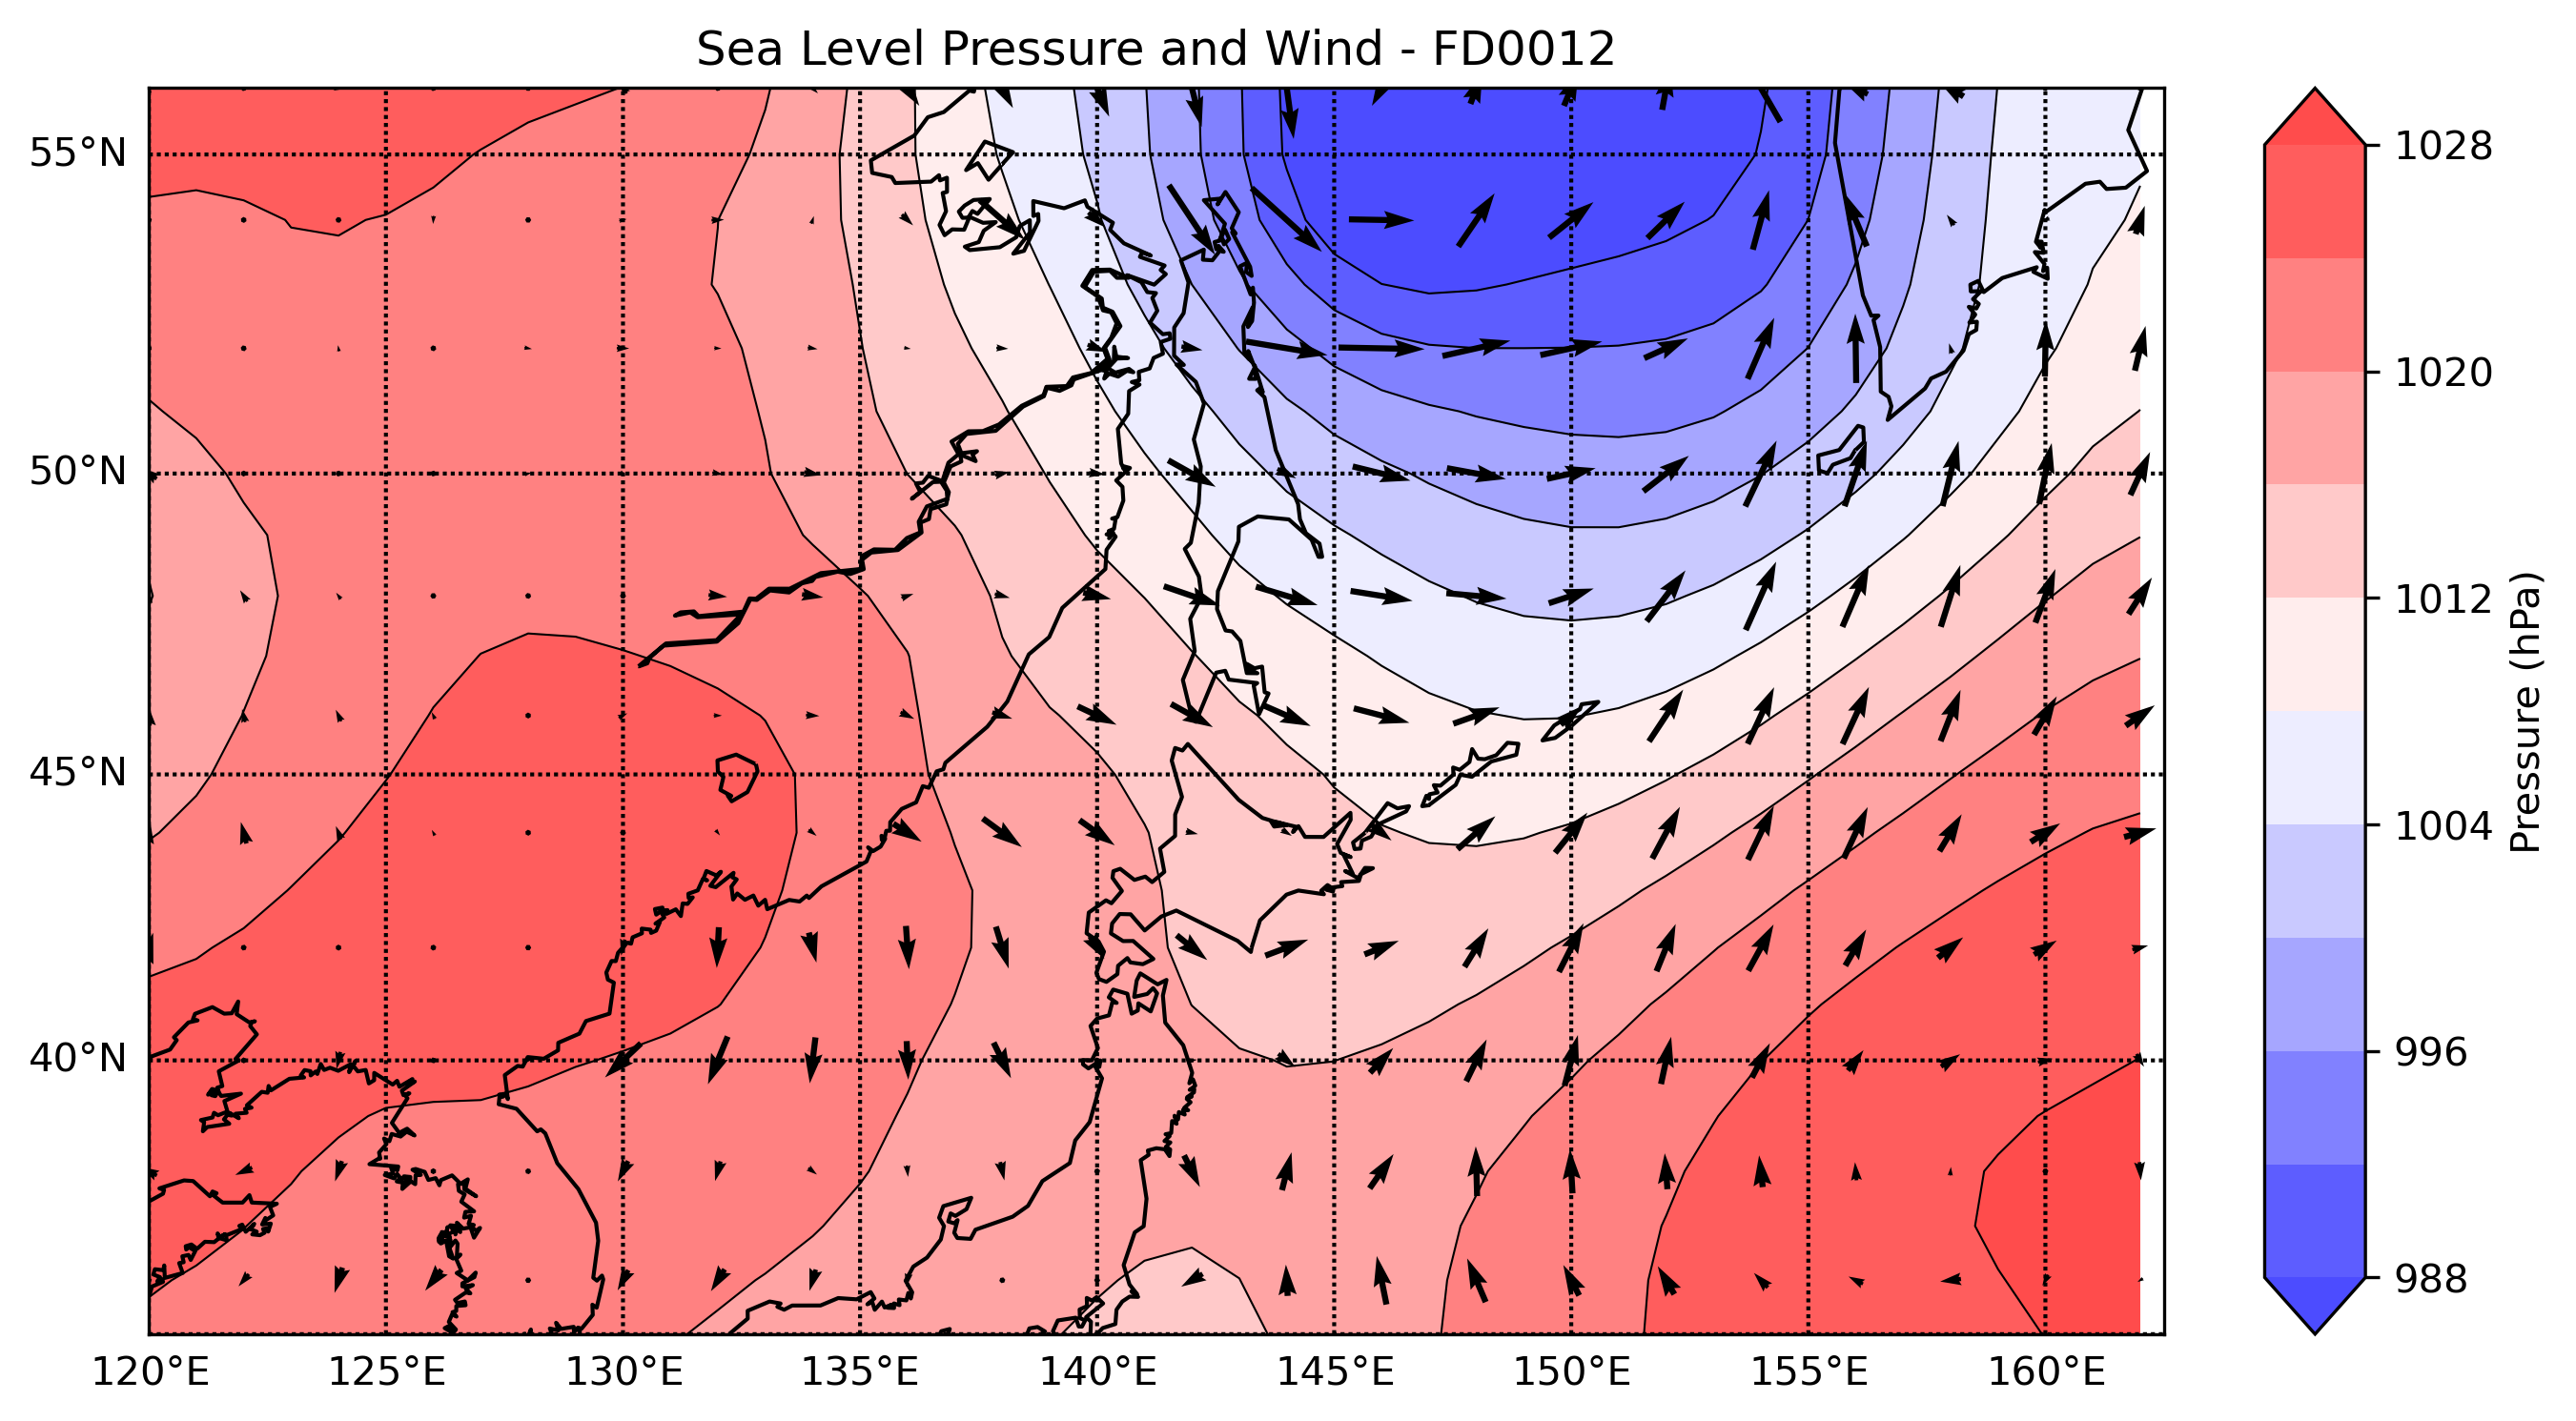 Sea Level Pressure and Wind - FD0012
55°N
50°N
45°N
40°N
120°E 125°E 130°E 135°E 140°E 145°E 150°E 155°E 160°E
1028
1020
1012
1004
996
988
Pressure (hPa)